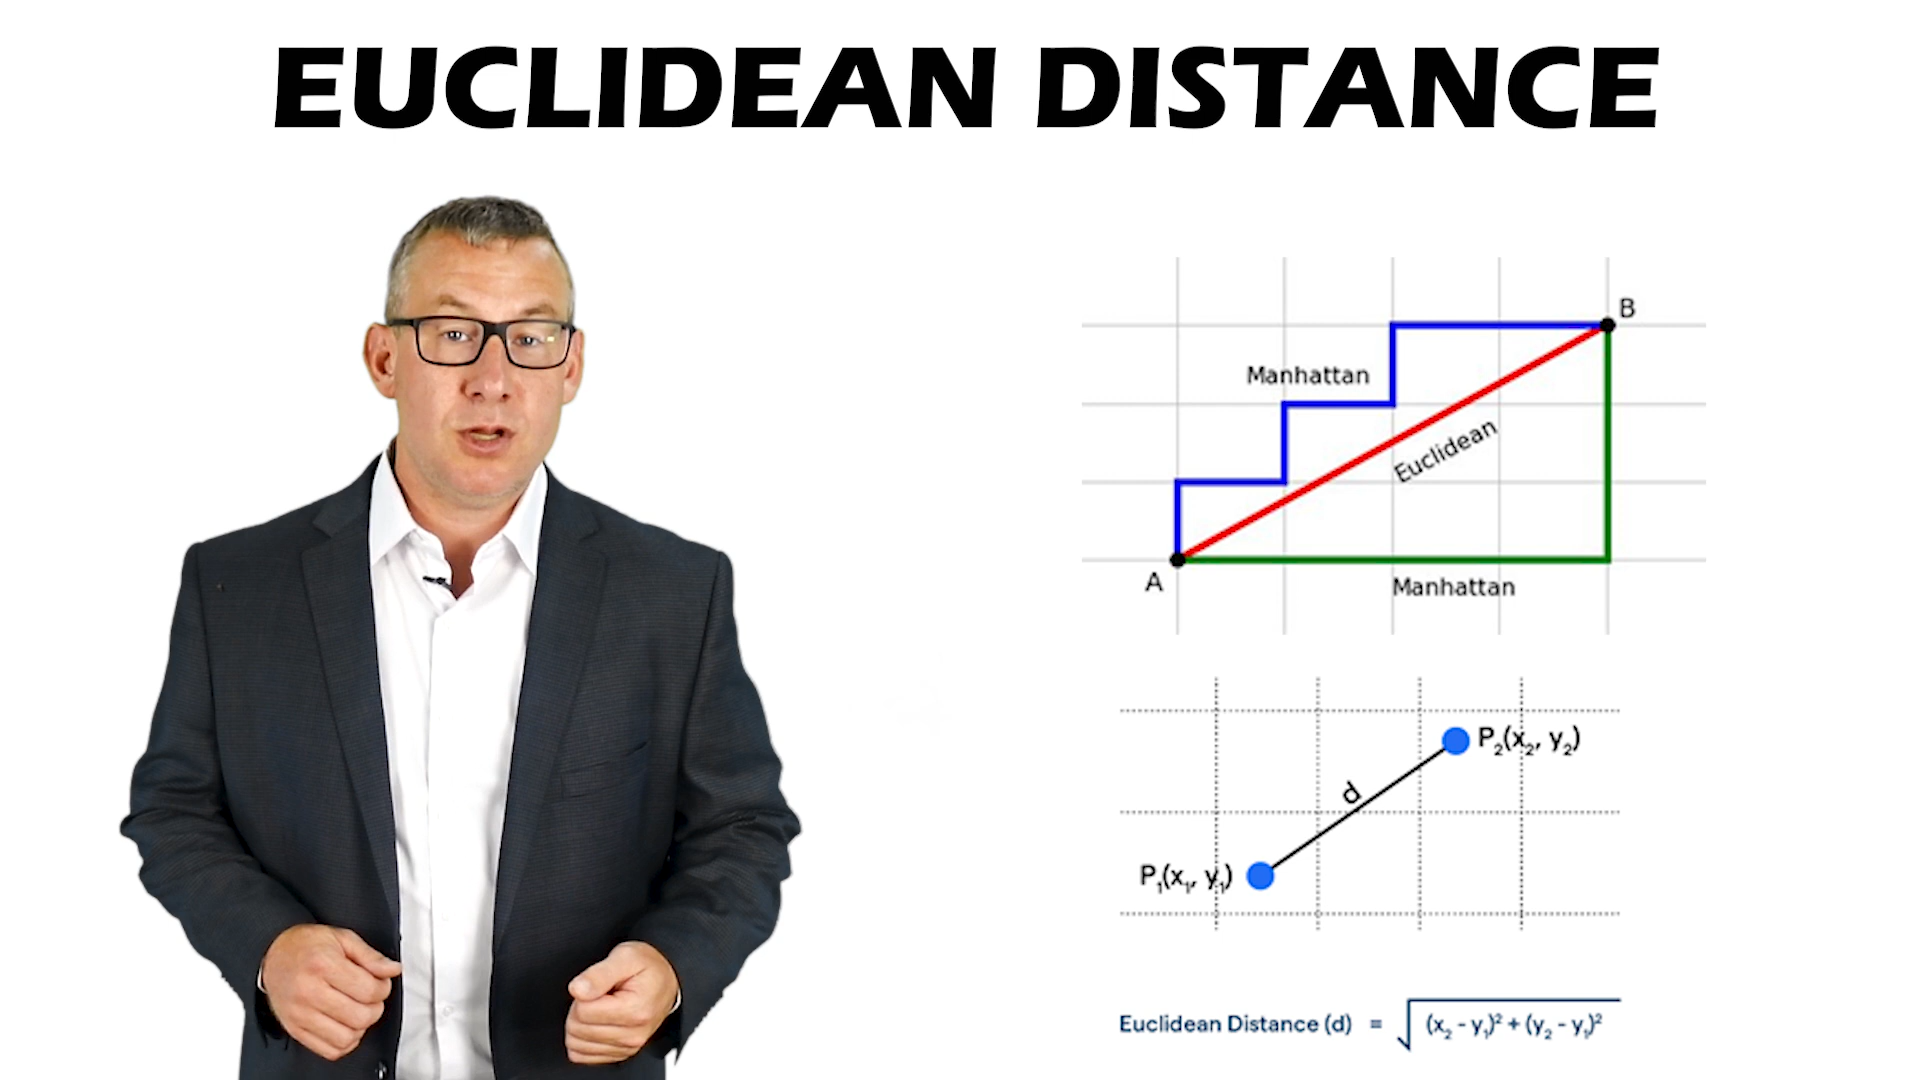 EUCLIDEAN DISTANCE
B
Manhattan
Euclidean
A
Manhattan
P₂(x₂, y₂)
d
P₁(x₁, y₁)
Euclidean Distance (d) = √(x₂ - y₁)² + (y₂ - y₁)²